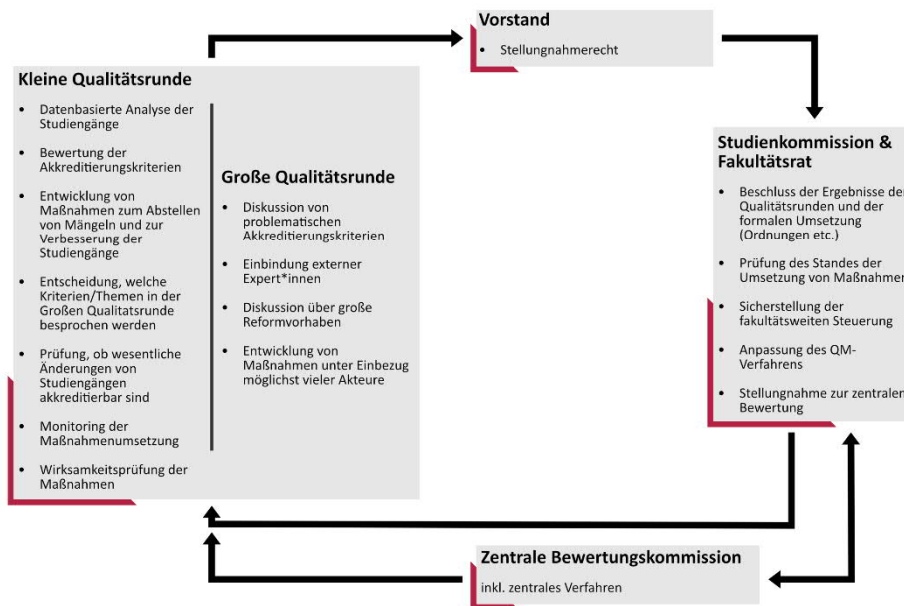 Vorstand
• Stellungnahmerecht
Kleine Qualitätsrunde
• Datenbasierte Analyse der
Studiengänge
• Bewertung der
Akkreditierungskriterien
• Entwicklung von
Maßnahmen zum Abstellen
von Mängeln und zur
Verbesserung der
Studiengänge
• Entscheidung, welche
Kriterien/Themen in der
Großen Qualitatsrunde
besprochen werden
• Prüfung, ob wesentliche
Änderungen von
Studiengängen
akkreditierbar sind
• Monitoring der
Maßnahmenumsetzung
• Wirksamkeitsprüfung der
Maßnahmen
Große Qualitätsrunde
• Diskussion von
problematischen
Akkreditierungskriterien
• Einbindung externer
Expert*innen
• Diskussion über große
Reformvorhaben
• Entwicklung von
Maßnahmen unter Einbezug
möglichst vieler Akteure
Studienkommission &
Fakultätsrat
• Beschluss der Ergebnisse der
Qualitätsrunden und der
formalen Umsetzung
(Ordnungen etc.)
• Prüfung des Standes der
Umsetzung von Maßnahmen
• Sicherstellung der
fakultätsweiten Steuerung
• Anpassung des QM-
Verfahrens
• Stellungnahme zur zentralen
Bewertung
Zentrale Bewertungskommission
inkl. zentrales Verfahren